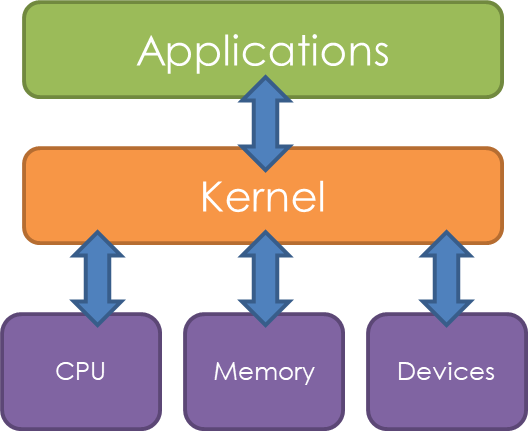 Applications
Kernel
CPU
Memory
Devices